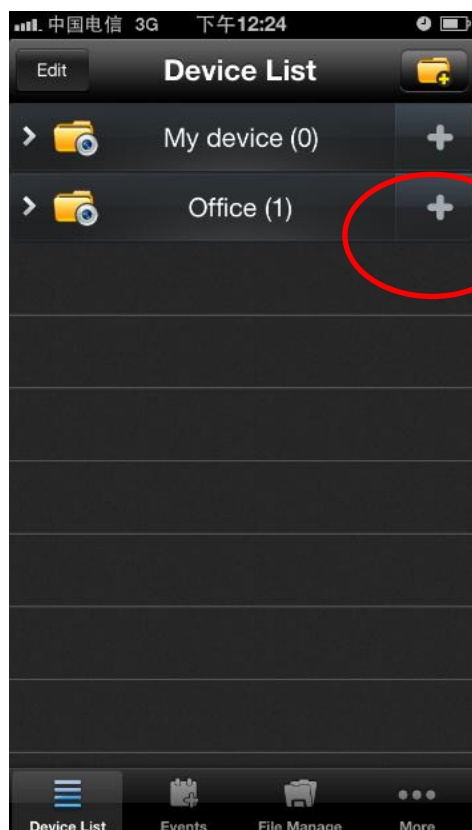 中国电信 3G 下午12:24
Edit Device List
My device (0)
Office (1)
Device List Events File Manage More